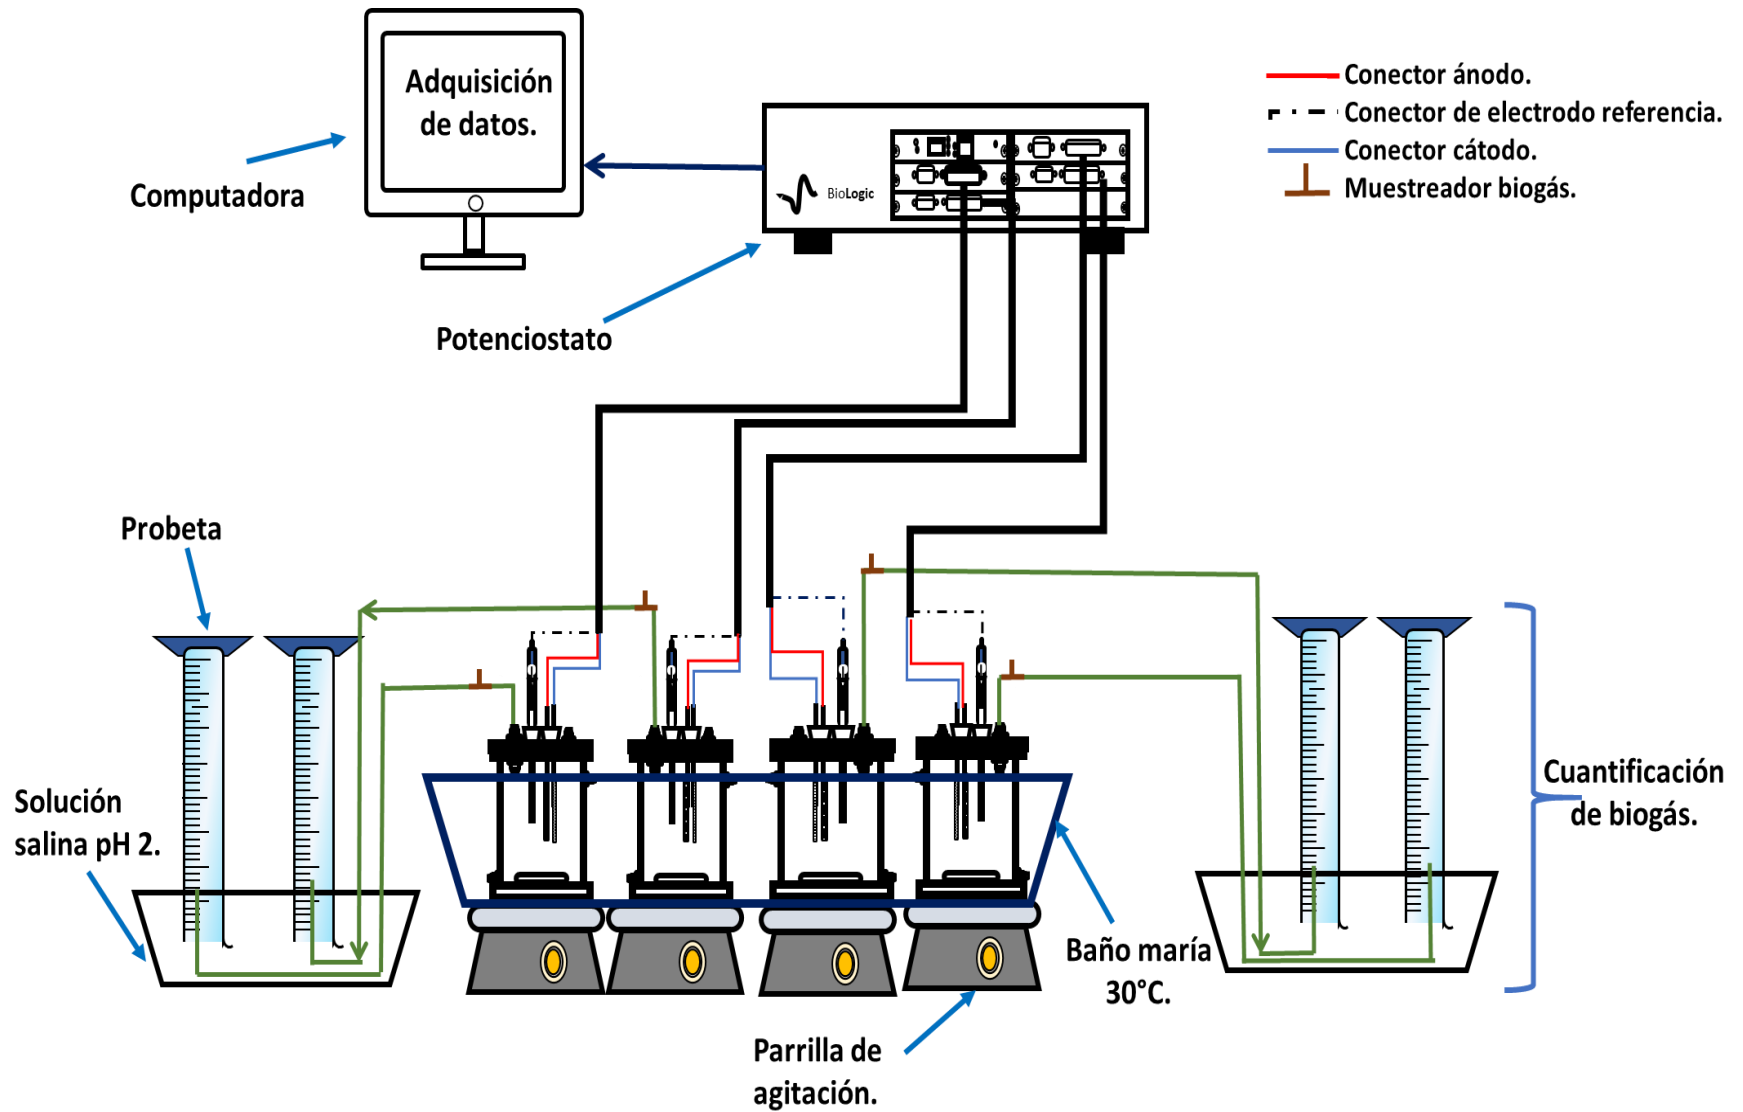 Adquisición
de datos.
Computadora
BioLogic
Potenciostato
Conector ánodo.
Conector de electrodo referencia.
Conector cátodo.
Muestreador biogás.
Probeta
Solución
salina pH 2.
Cuantificación
de biogás.
Baño maría
30°C.
Parrilla de
agitación.